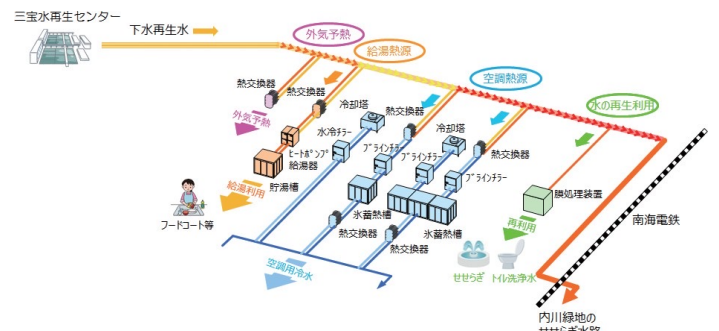 三宝水再生センター
下水再生水
外気予熱
給湯熱源
空調熱源
水の再生利用
熱交換器
熱交換器
冷却塔
熱交換器
冷却塔
水冷チラー
ブラインチラー
ブラインチラー
熱交換器
ブラインチラー
外気予熱
ヒートポンプ
給湯器
貯湯槽
給湯利用
フードコート等
氷蓄熱槽
氷蓄熱槽
熱交換器
熱交換器
空調用冷水
膜処理装置
再利用
せせらぎ
トイレ洗浄水
南海電鉄
内川緑地の
せせらぎ水路